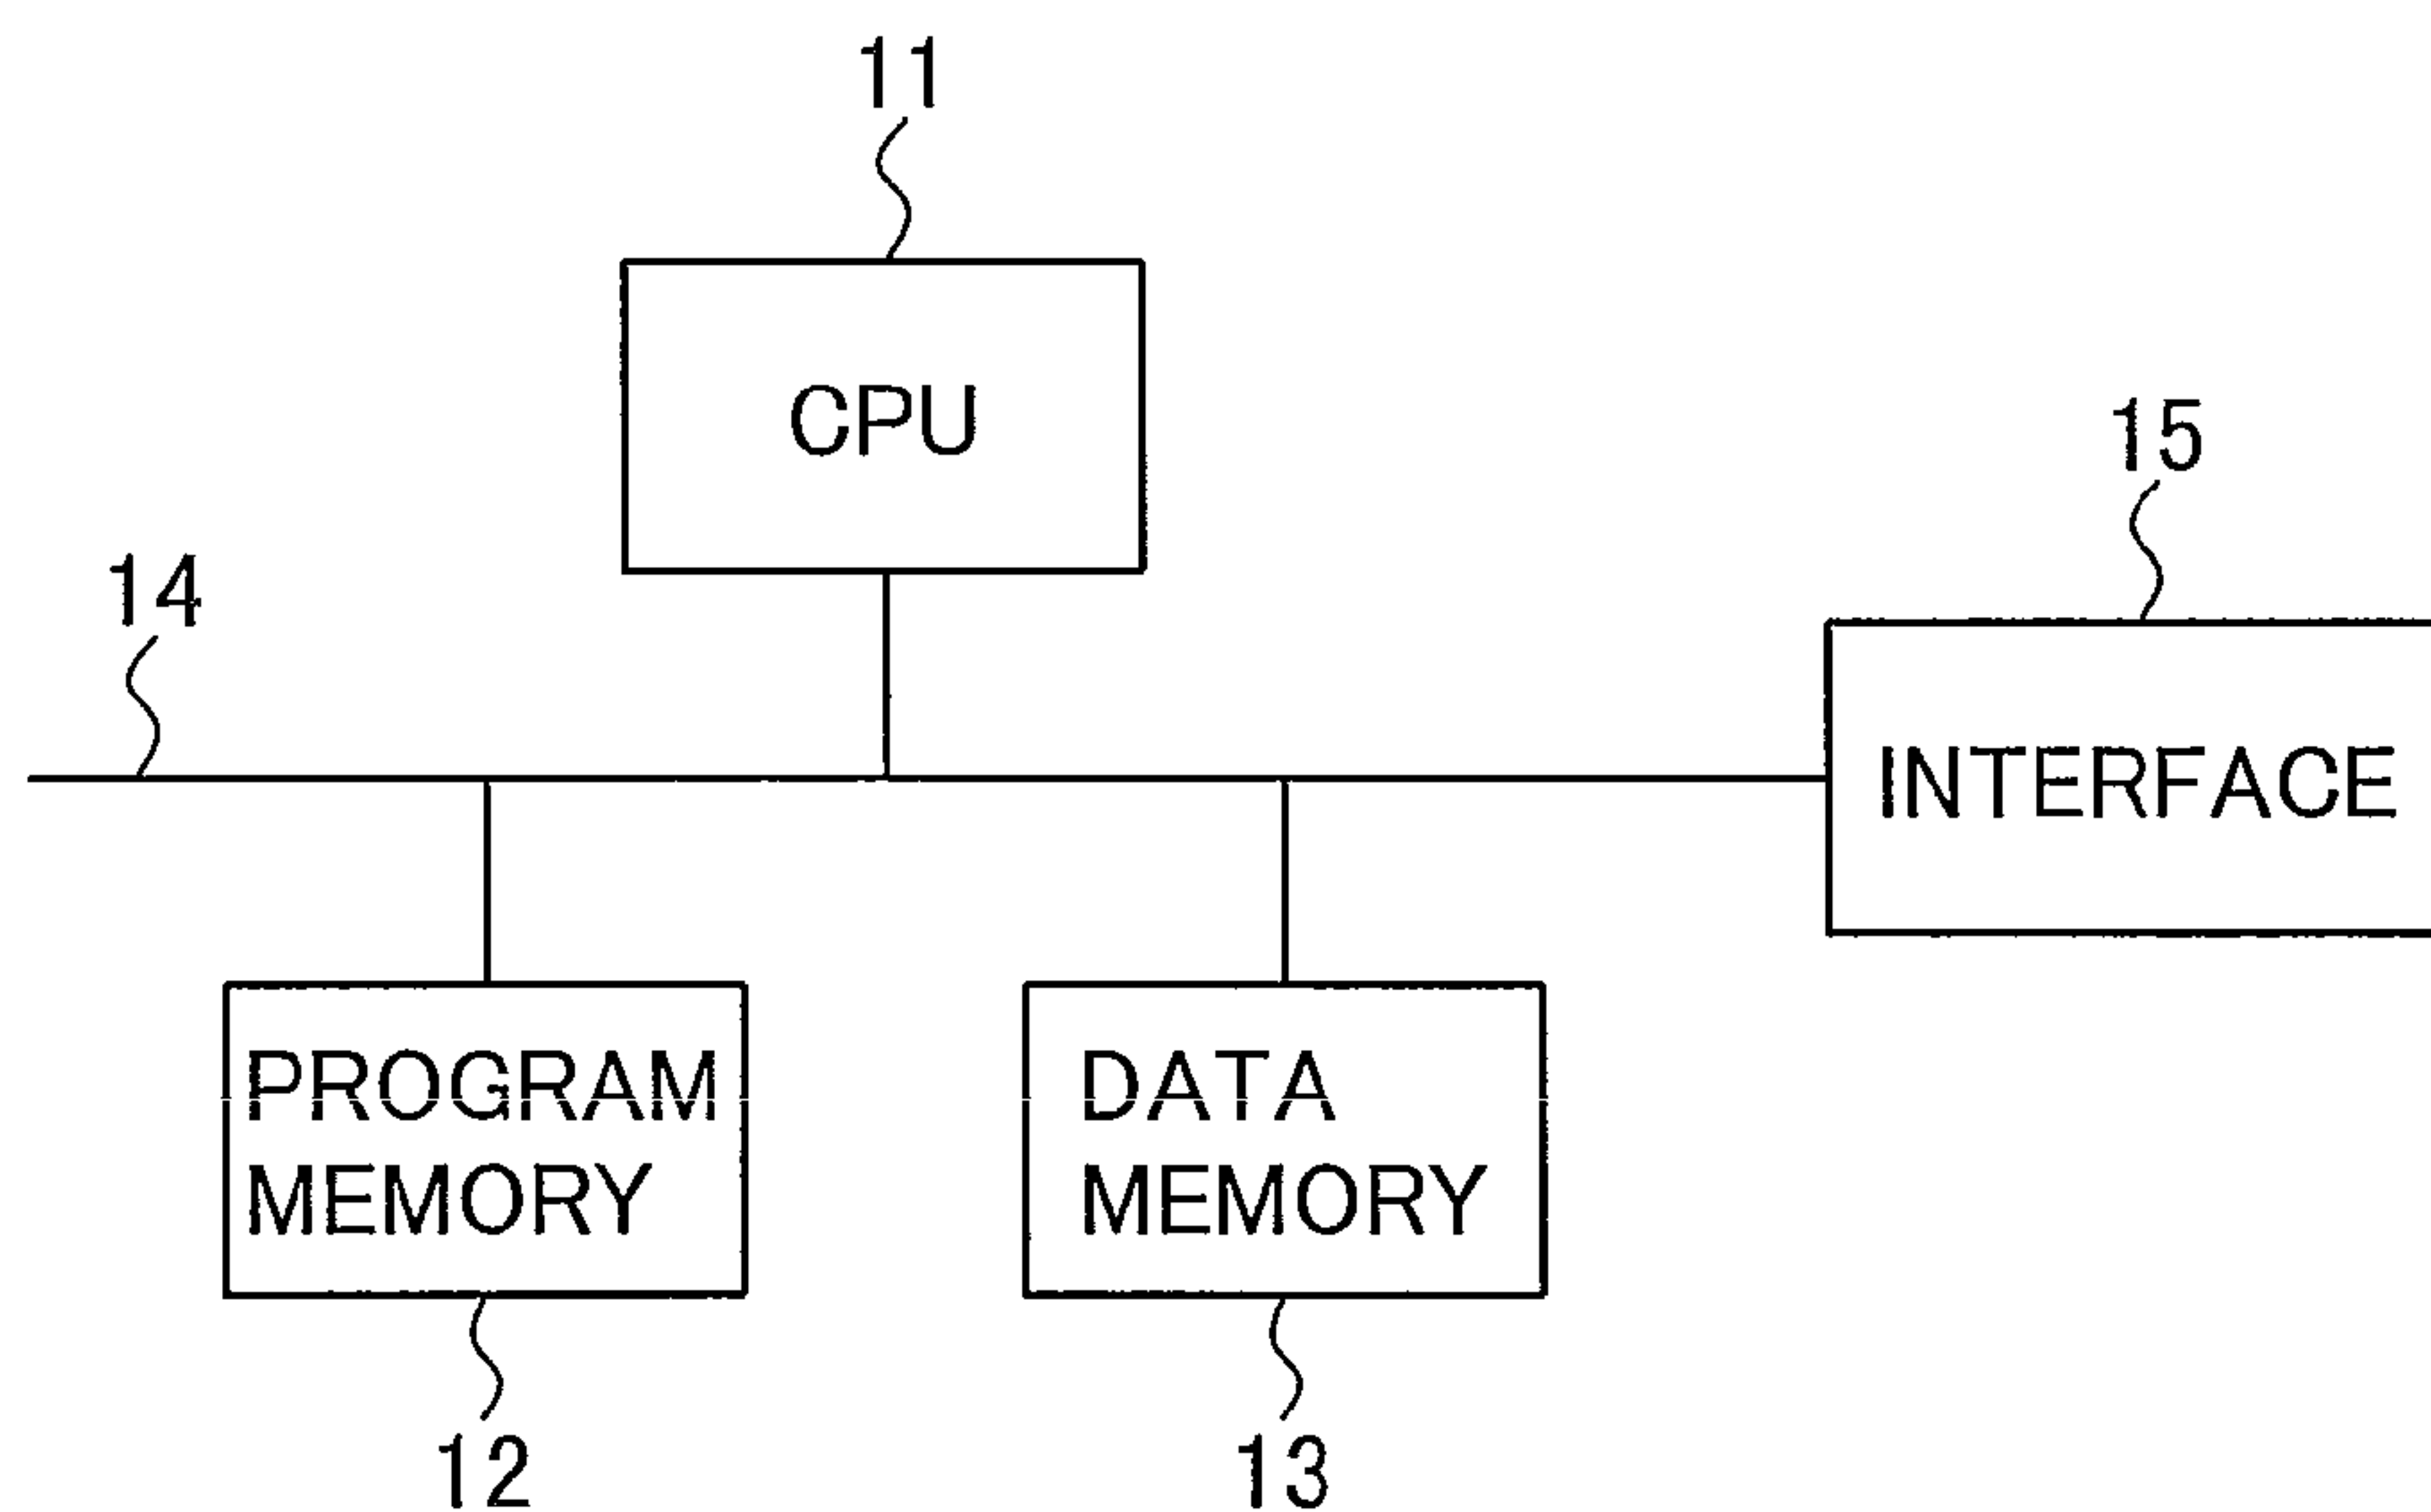 11
CPU
15
14
INTERFACE
PROGRAM
MEMORY
DATA
MEMORY
12
13